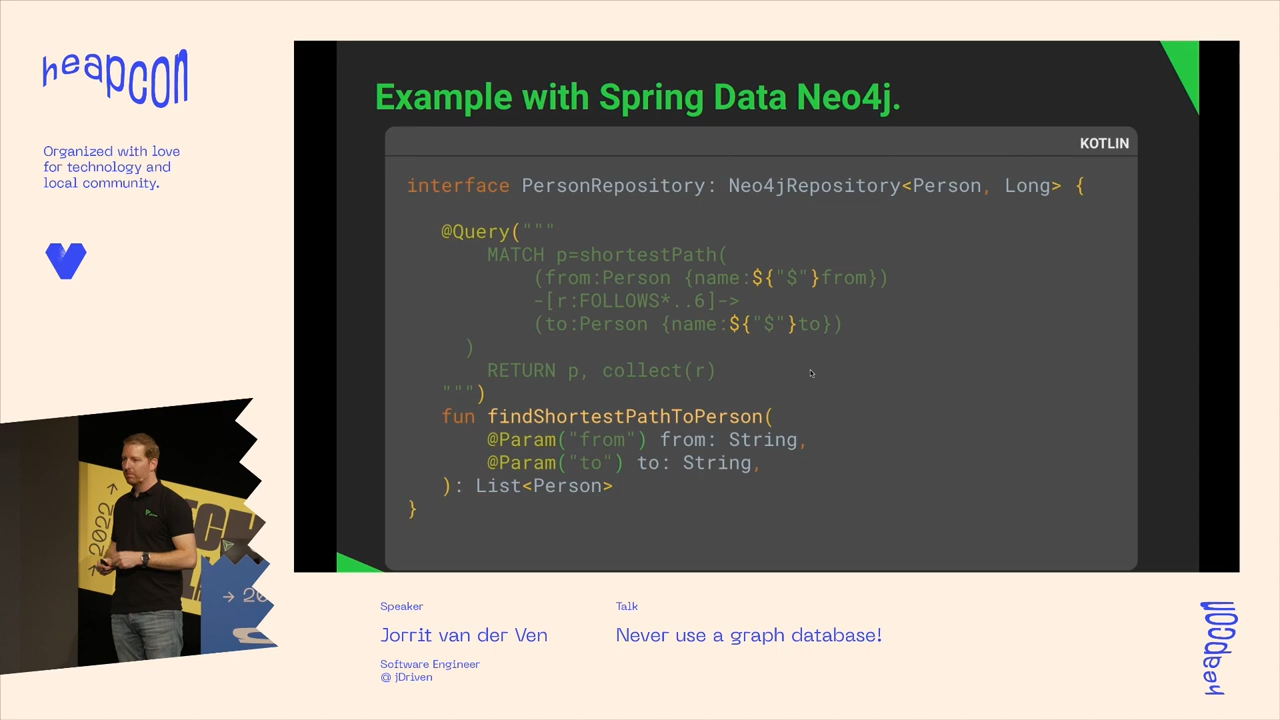 heapcon
Organized with love
for technology and
local community.
Example with Spring Data Neo4j.
KOTLIN
interface PersonRepository: Neo4jRepository<Person, Long> {
@Query("""
MATCH p=shortestPath(
(from:Person {name:${"$"}from})
-[r:FOLLOWS*..6]->
(to:Person {name:${"$"}to})
)
RETURN p, collect(r)
""")
fun findShortestPathToPerson(
@Param("from") from: String,
@Param("to") to: String,
): List<Person>
}
→ 2022 →
Speaker
Jorrit van der Ven
Software Engineer
@ jDriven
Talk
Never use a graph database!
heapcon